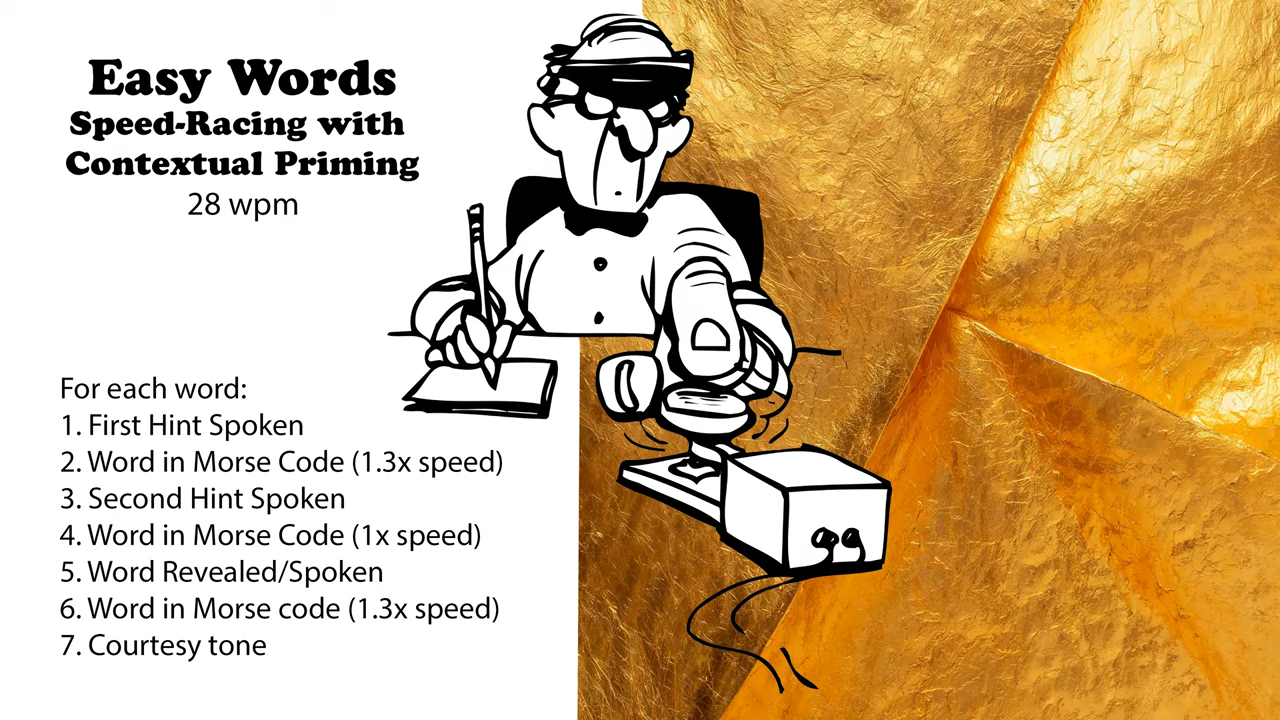 Easy Words
Speed-Racing with
Contextual Priming
28 wpm
For each word:
1. First Hint Spoken
2. Word in Morse Code (1.3x speed)
3. Second Hint Spoken
4. Word in Morse Code (1x speed)
5. Word Revealed/Spoken
6. Word in Morse code (1.3x speed)
7. Courtesy tone